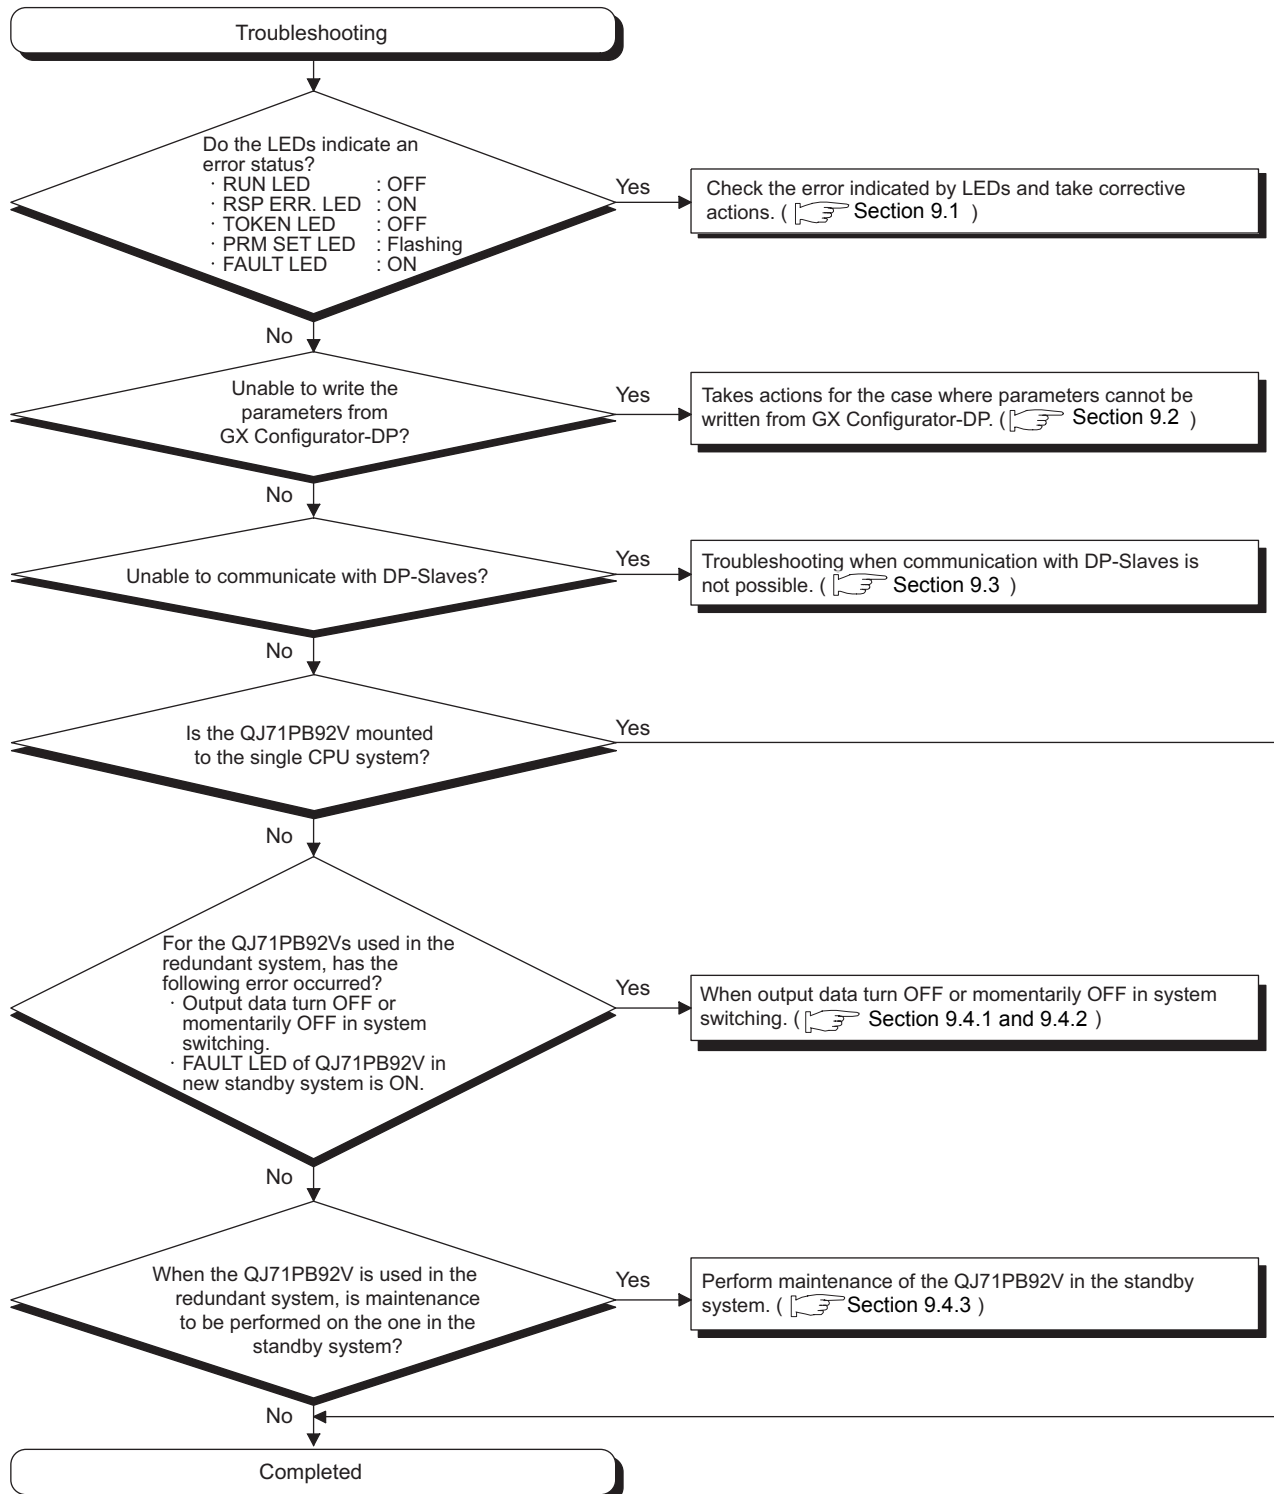 Troubleshooting
Do the LEDs indicate an
error status?
· RUN LED : OFF
· RSP ERR. LED : ON
· TOKEN LED : OFF
· PRM SET LED : Flashing
· FAULT LED : ON
Yes
Check the error indicated by LEDs and take corrective
actions. ( Section 9.1 )
No
Unable to write the
parameters from
GX Configurator-DP?
Yes
Takes actions for the case where parameters cannot be
written from GX Configurator-DP. ( Section 9.2 )
No
Unable to communicate with DP-Slaves?
Yes
Troubleshooting when communication with DP-Slaves is
not possible. ( Section 9.3 )
No
Is the QJ71PB92V mounted
to the single CPU system?
Yes
No
For the QJ71PB92Vs used in the
redundant system, has the
following error occurred?
· Output data turn OFF or
momentarily OFF in system
switching.
· FAULT LED of QJ71PB92V in
new standby system is ON.
Yes
When output data turn OFF or momentarily OFF in system
switching. ( Section 9.4.1 and 9.4.2 )
No
When the QJ71PB92V is used in the
redundant system, is maintenance
to be performed on the one in the
standby system?
Yes
Perform maintenance of the QJ71PB92V in the standby
system. ( Section 9.4.3 )
No
Completed